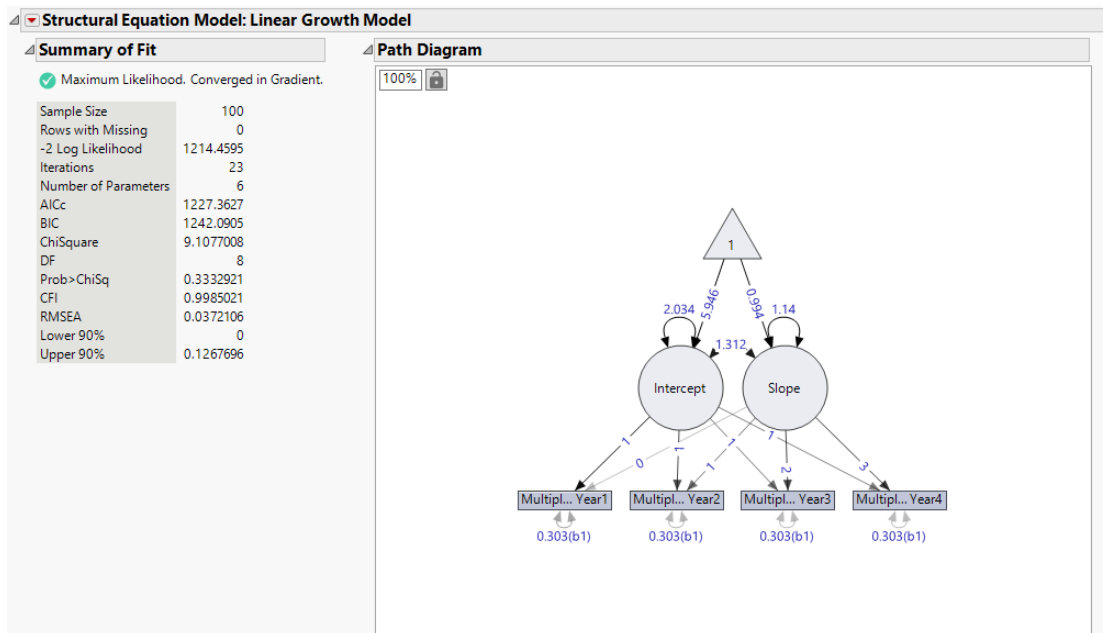 Structural Equation Model: Linear Growth Model
Summary of Fit
Maximum Likelihood. Converged in Gradient.
Sample Size 100
Rows with Missing 0
-2 Log Likelihood 1214.4595
Iterations 23
Number of Parameters 6
AICc 1227.3627
BIC 1242.0905
ChiSquare 9.1077008
DF 8
Prob>ChiSq 0.3332921
CFI 0.9985021
RMSEA 0.0372106
Lower 90% 0
Upper 90% 0.1267696
Path Diagram
100%
1
5.946 0.994
2.034 1.14
1.312
Intercept Slope
1 0 1 1 1 2 1 3
Multipl... Year1 Multipl... Year2 Multipl... Year3 Multipl... Year4
0.303(b1) 0.303(b1) 0.303(b1) 0.303(b1)